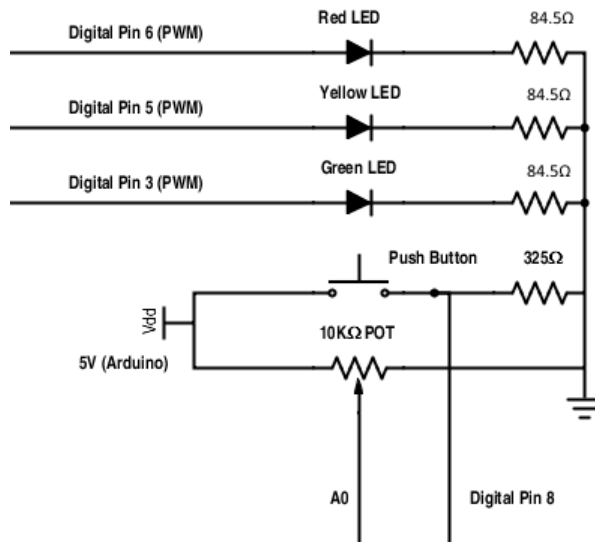 Red LED
84.5Ω
Digital Pin 6 (PWM)
Yellow LED
84.5Ω
Digital Pin 5 (PWM)
Green LED
84.5Ω
Digital Pin 3 (PWM)
Push Button
325Ω
Vdd
10KΩ POT
5V (Arduino)
A0
Digital Pin 8